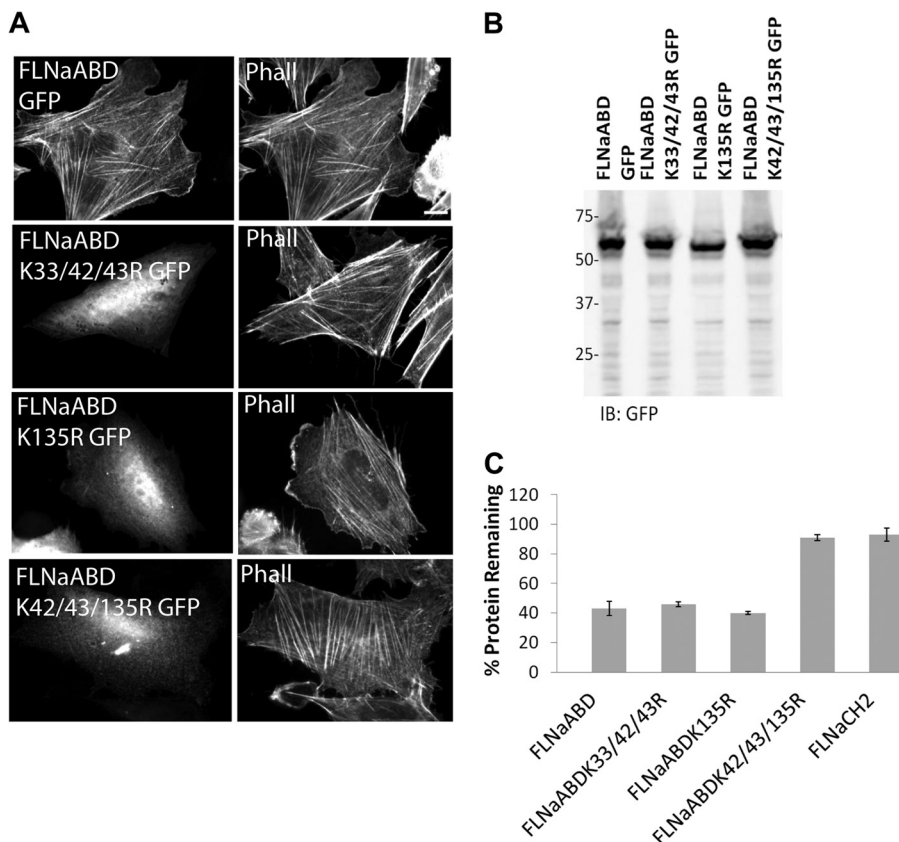 A
FLNaABD
GFP
Phall
FLNaABD
K33/42/43R GFP
Phall
FLNaABD
K135R GFP
Phall
FLNaABD
K42/43/135R GFP
Phall
B
FLNaABD
GFP
FLNaABD
K33/42/43R GFP
FLNaABD
K135R GFP
FLNaABD
K42/43/135R GFP
75-
50-
37-
25-
IB: GFP
C
% Protein Remaining
120
100
80
60
40
20
0
FLNaABD
FLNaABDK33/42/43R
FLNaABDK135R
FLNaABDK42/43/135R
FLNaCH2